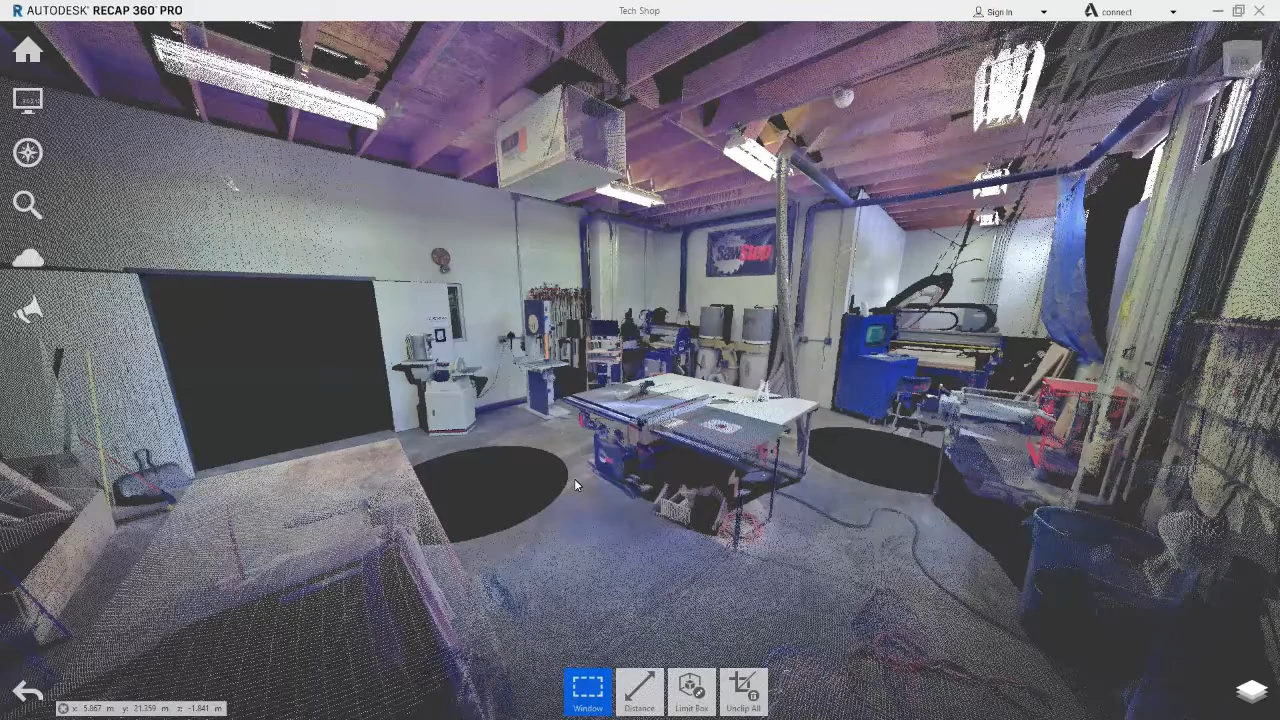 R AUTODESK® RECAP 360™ PRO
Tech Shop
Sign In
connect
SawStop
Window
Distance
Limit Box
Unclip All
x: 5.867 m y: 21.359 m z: -1.841 m